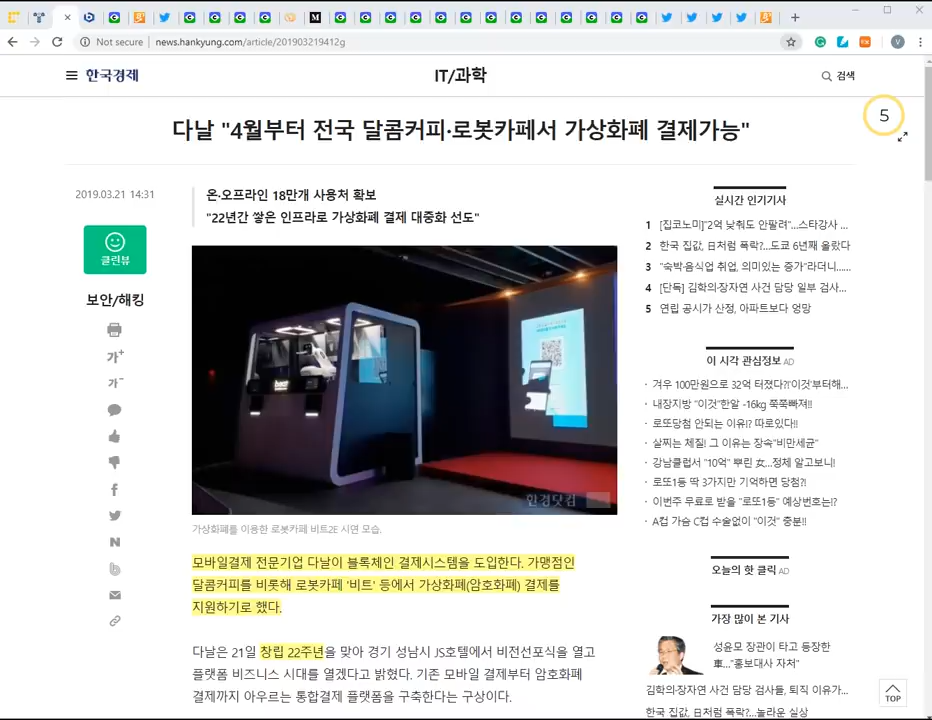 Not secure
news.hankyung.com/article/201903219412g
한국경제
IT/과학
검색
다날 "4월부터 전국 달콤커피·로봇카페서 가상화폐 결제가능"
5
2019.03.21 14:31
클린뷰
보안/해킹
가+
가-
온·오프라인 18만개 사용처 확보
"22년간 쌓은 인프라로 가상화폐 결제 대중화 선도"
한경닷컴
가상화폐를 이용한 로봇카페 비트2E 시연 모습.
모바일결제 전문기업 다날이 블록체인 결제시스템을 도입한다. 가맹점인
달콤커피를 비롯해 로봇카페 '비트' 등에서 가상화폐(암호화폐) 결제를
지원하기로 했다.
다날은 21일 창립 22주년을 맞아 경기 성남시 JS호텔에서 비전선포식을 열고
플랫폼 비즈니스 시대를 열겠다고 밝혔다. 기존 모바일 결제부터 암호화폐
결제까지 아우르는 통합결제 플랫폼을 구축한다는 구상이다.
실시간 인기기사
1 [집코노미]"2억 낮춰도 안팔려"...스타강사 ...
2 한국 집값, 日처럼 폭락?...도쿄 6년째 올랐다
3 "숙박·음식업 취업, 의미있는 증가"라더니......
4 [단독] 김학의·장자연 사건 담당 일부 검사...
5 연립 공시가 산정, 아파트보다 엉망
이 시각 관심정보 AD
· 겨우 100만원으로 32억 터졌다?!'이것'부터해...
· 내장지방 "이것"한알 -16kg 쭉쭉빠져!!
· 로또당첨 안되는 이유!? 따로있다!!
· 살찌는 체질! 그 이유는 장속"비만세균"
· 강남클럽서 "10억" 뿌린 女...정체 알고보니!
· 로또1등 딱 3가지만 기억하면 당첨?!
· 이번주 무료로 받을 "로또1등" 예상번호는!?
· A컵 가슴 C컵 수술없이 "이것" 충분!!
오늘의 핫 클릭 AD
가장 많이 본 기사
성윤모 장관이 타고 등장한
車..."홍보대사 자처"
김학의·장자연 사건 담당 검사들, 퇴직 이유가...
한국 집값, 日처럼 폭락?...놀라운 실상
TOP